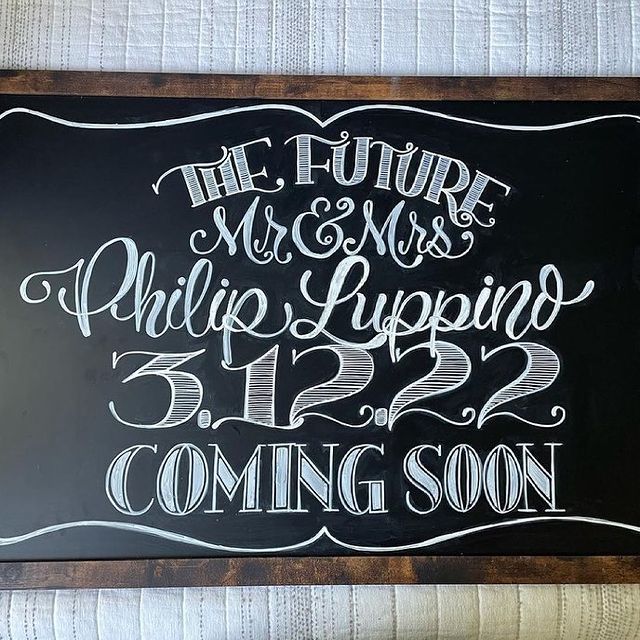 THE FUTURE
Mr & Mrs
Philip Luppino
3.12.22
COMING SOON